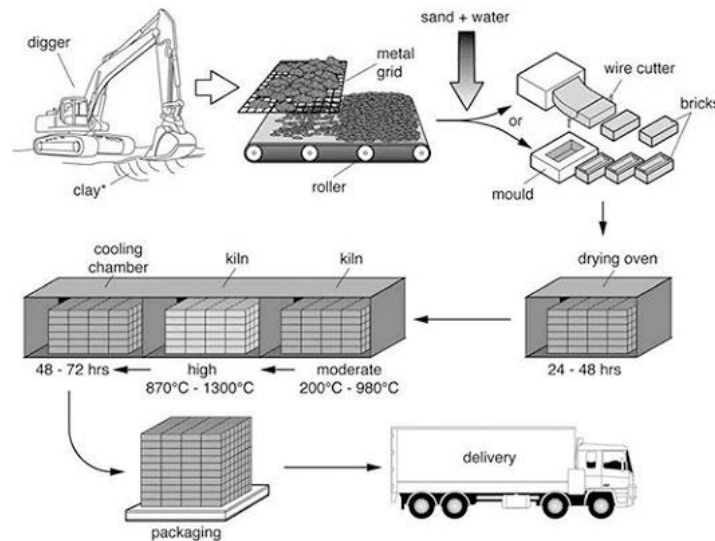 digger
clay*
metal
grid
roller
sand + water
wire cutter
or
bricks
mould
drying oven
24 - 48 hrs
cooling
chamber
kiln
kiln
48 - 72 hrs
high
870°C - 1300°C
moderate
200°C - 980°C
packaging
delivery